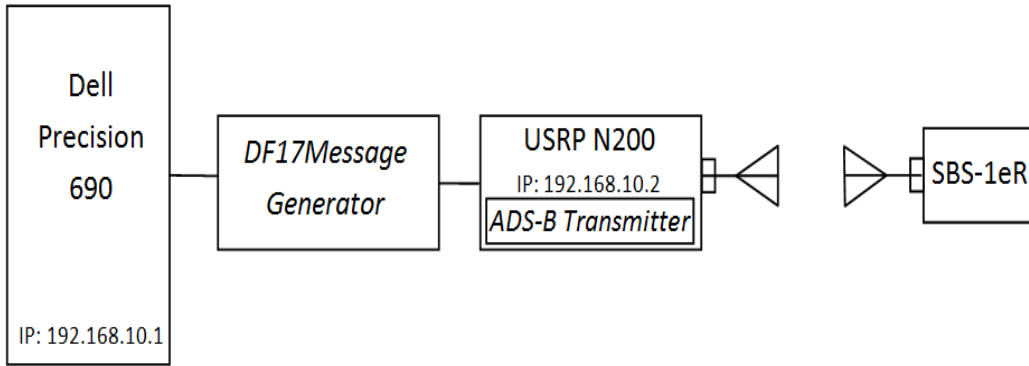 Dell
Precision
690
IP: 192.168.10.1
DF17Message
Generator
USRP N200
IP: 192.168.10.2
ADS-B Transmitter
SBS-1eR